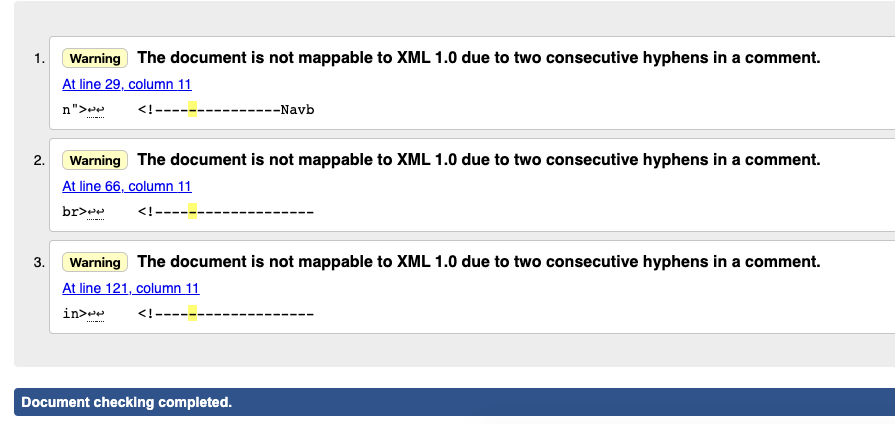 1. Warning The document is not mappable to XML 1.0 due to two consecutive hyphens in a comment.
At line 29, column 11
n">↩↩    <!---------------Navb
2. Warning The document is not mappable to XML 1.0 due to two consecutive hyphens in a comment.
At line 66, column 11
br>↩↩    <!-------------------
3. Warning The document is not mappable to XML 1.0 due to two consecutive hyphens in a comment.
At line 121, column 11
in>↩↩    <!-------------------
Document checking completed.